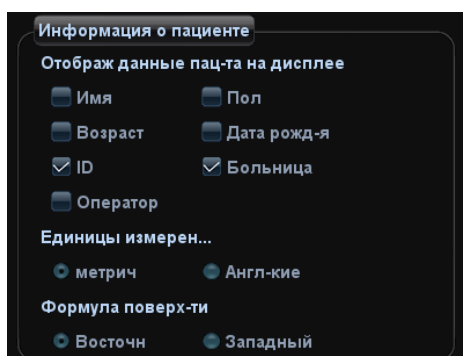 Информация о пациенте
Отображ данные пац-та на дисплее
Имя Пол
Возраст Дата рожд-я
ID Больница
Оператор
Единицы измерен...
метрич Англ-кие
Формула поверх-ти
Восточн Западный